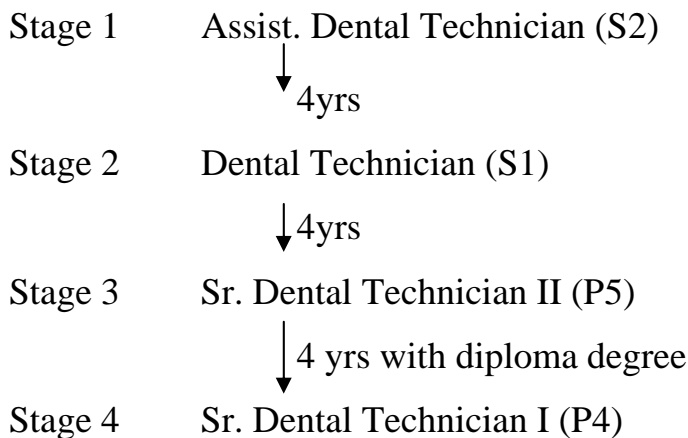 Stage 1 Assist. Dental Technician (S2)
4yrs
Stage 2 Dental Technician (S1)
4yrs
Stage 3 Sr. Dental Technician II (P5)
4 yrs with diploma degree
Stage 4 Sr. Dental Technician I (P4)